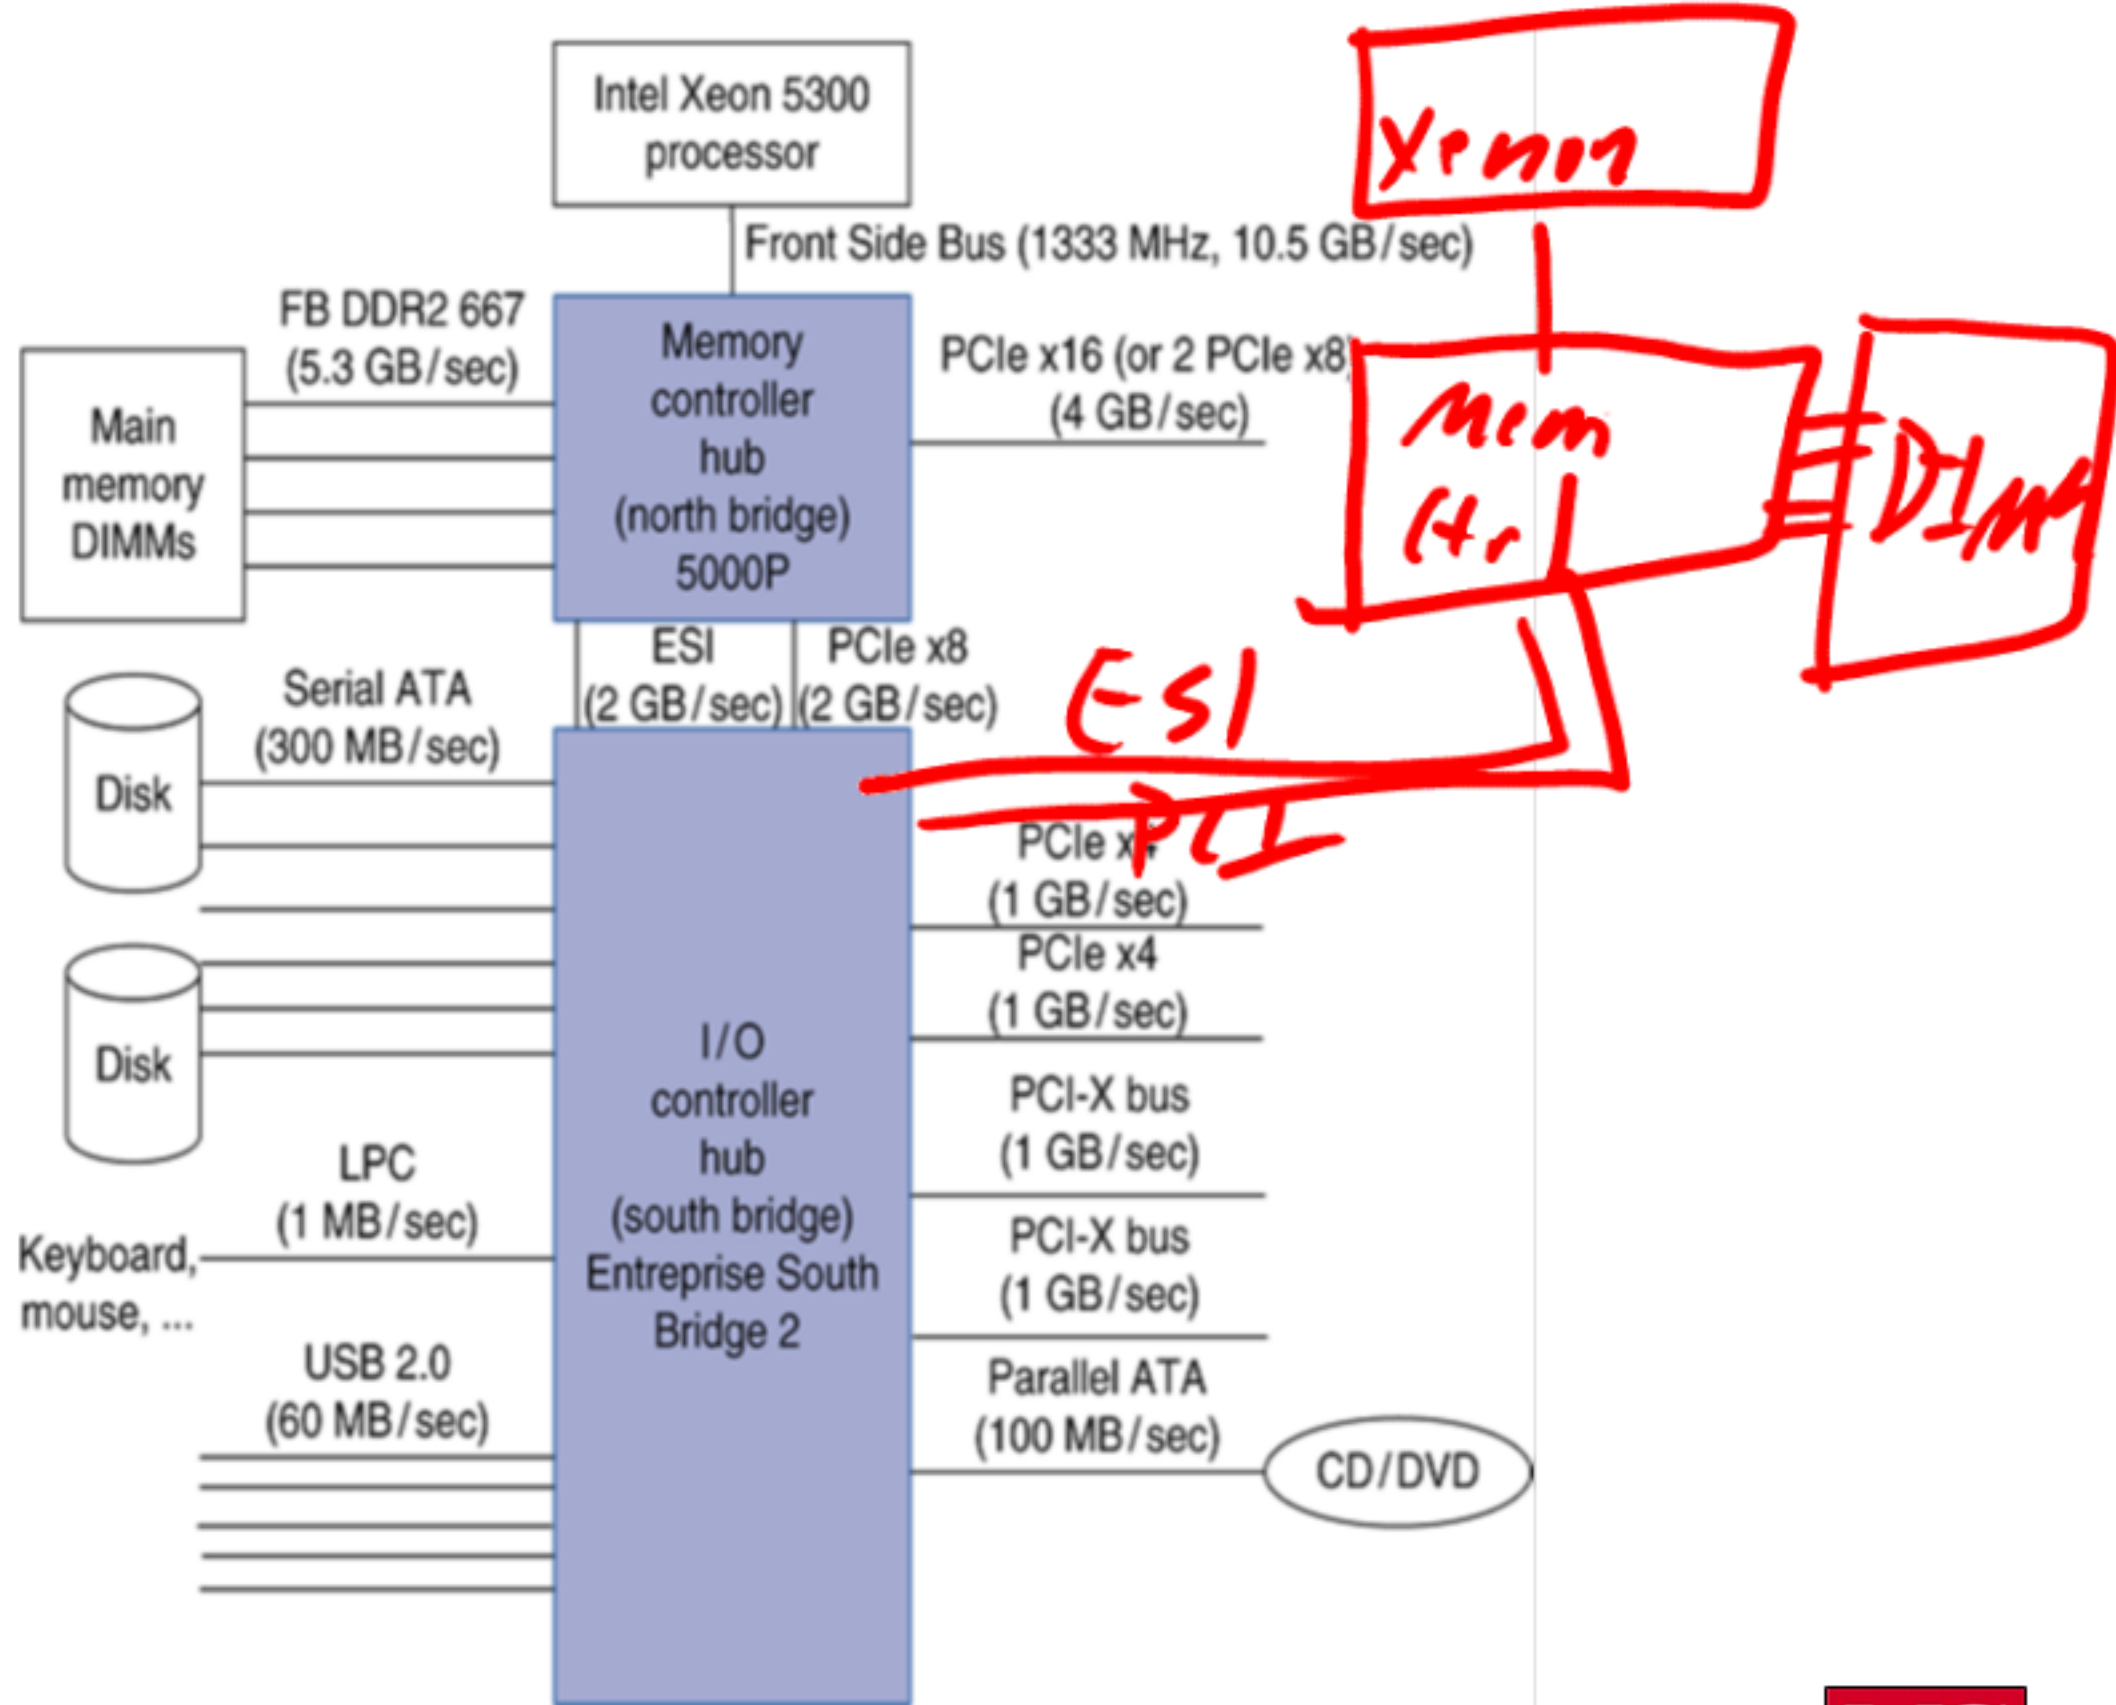 Intel Xeon 5300
processor
Xenon
Front Side Bus (1333 MHz, 10.5 GB/sec)
FB DDR2 667
(5.3 GB/sec)
Main
memory
DIMMs
Memory
controller
hub
(north bridge)
5000P
PCIe x16 (or 2 PCIe x8)
(4 GB/sec)
Mem
Ctr
DIMM
ESI
(2 GB/sec)
PCIe x8
(2 GB/sec)
ESI
PCI
Serial ATA
(300 MB/sec)
Disk
Disk
LPC
(1 MB/sec)
Keyboard,
mouse, ...
USB 2.0
(60 MB/sec)
I/O
controller
hub
(south bridge)
Entreprise South
Bridge 2
PCIe x4
(1 GB/sec)
PCIe x4
(1 GB/sec)
PCI-X bus
(1 GB/sec)
PCI-X bus
(1 GB/sec)
Parallel ATA
(100 MB/sec)
CD/DVD